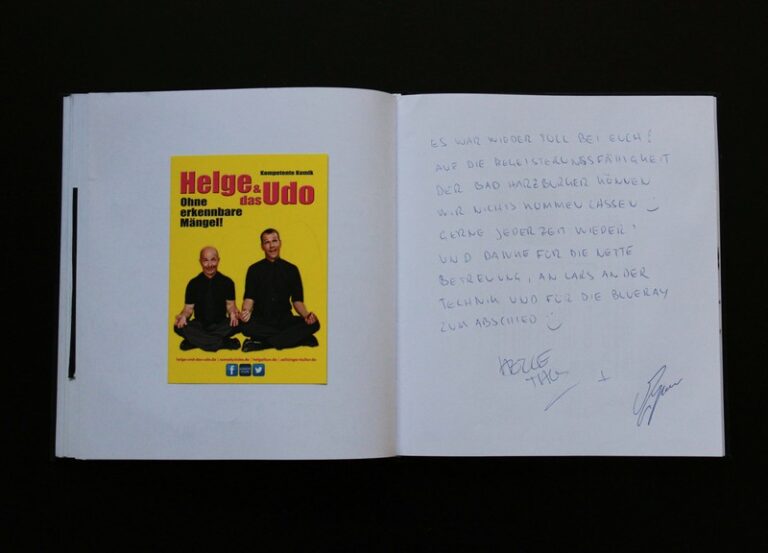 Kompetente Komik
Helge &
das Udo
Ohne
erkennbare
Mängel!
f
ES WAR WIEDER TOLL BEI EUCH!
AUF DIE BEGEISTERUNGSFÄHIGKEIT
DER BAD HARZBURGER KÖNNEN
WIR NICHTS KOMMEN LASSEN :)
GERNE JEDERZEIT WIEDER!
UND DANKE FÜR DIE NETTE
BETREUUNG, AN LARS AN DER
TECHNIK UND FÜR DIE BLUERAY
ZUM ABSCHIED :)
+